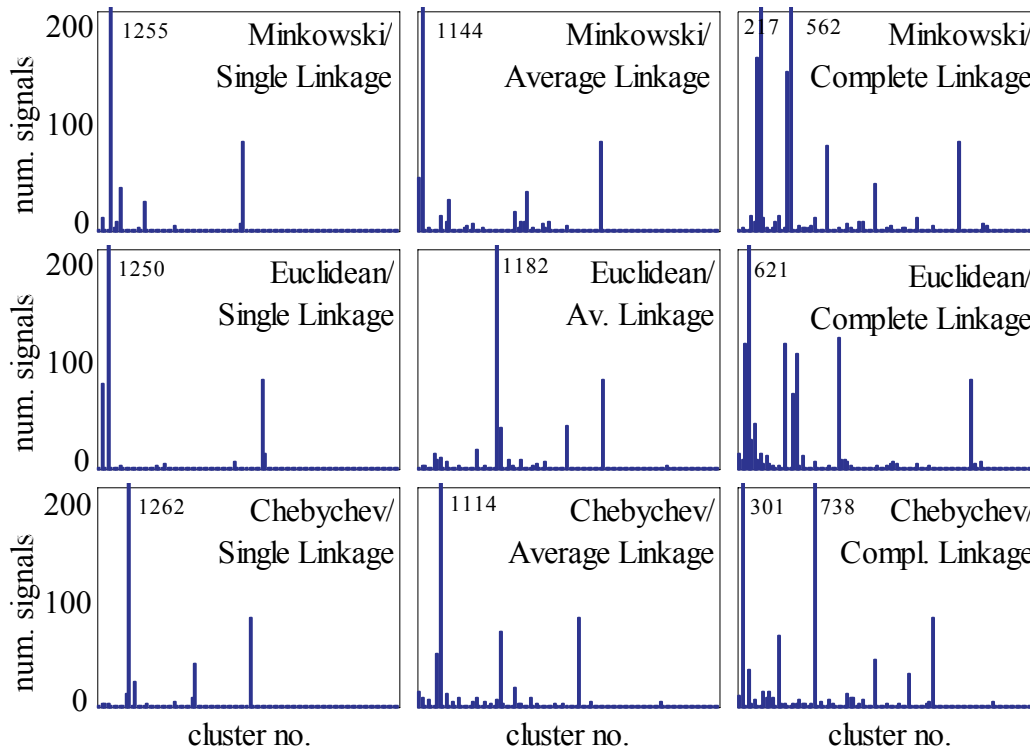 200
100
0
num. signals
1255
Minkowski/
Single Linkage
1144
Minkowski/
Average Linkage
217
562
Minkowski/
Complete Linkage
200
100
0
num. signals
1250
Euclidean/
Single Linkage
1182
Euclidean/
Av. Linkage
621
Euclidean/
Complete Linkage
200
100
0
num. signals
1262
Chebychev/
Single Linkage
1114
Chebychev/
Average Linkage
301
738
Chebychev/
Compl. Linkage
cluster no.
cluster no.
cluster no.